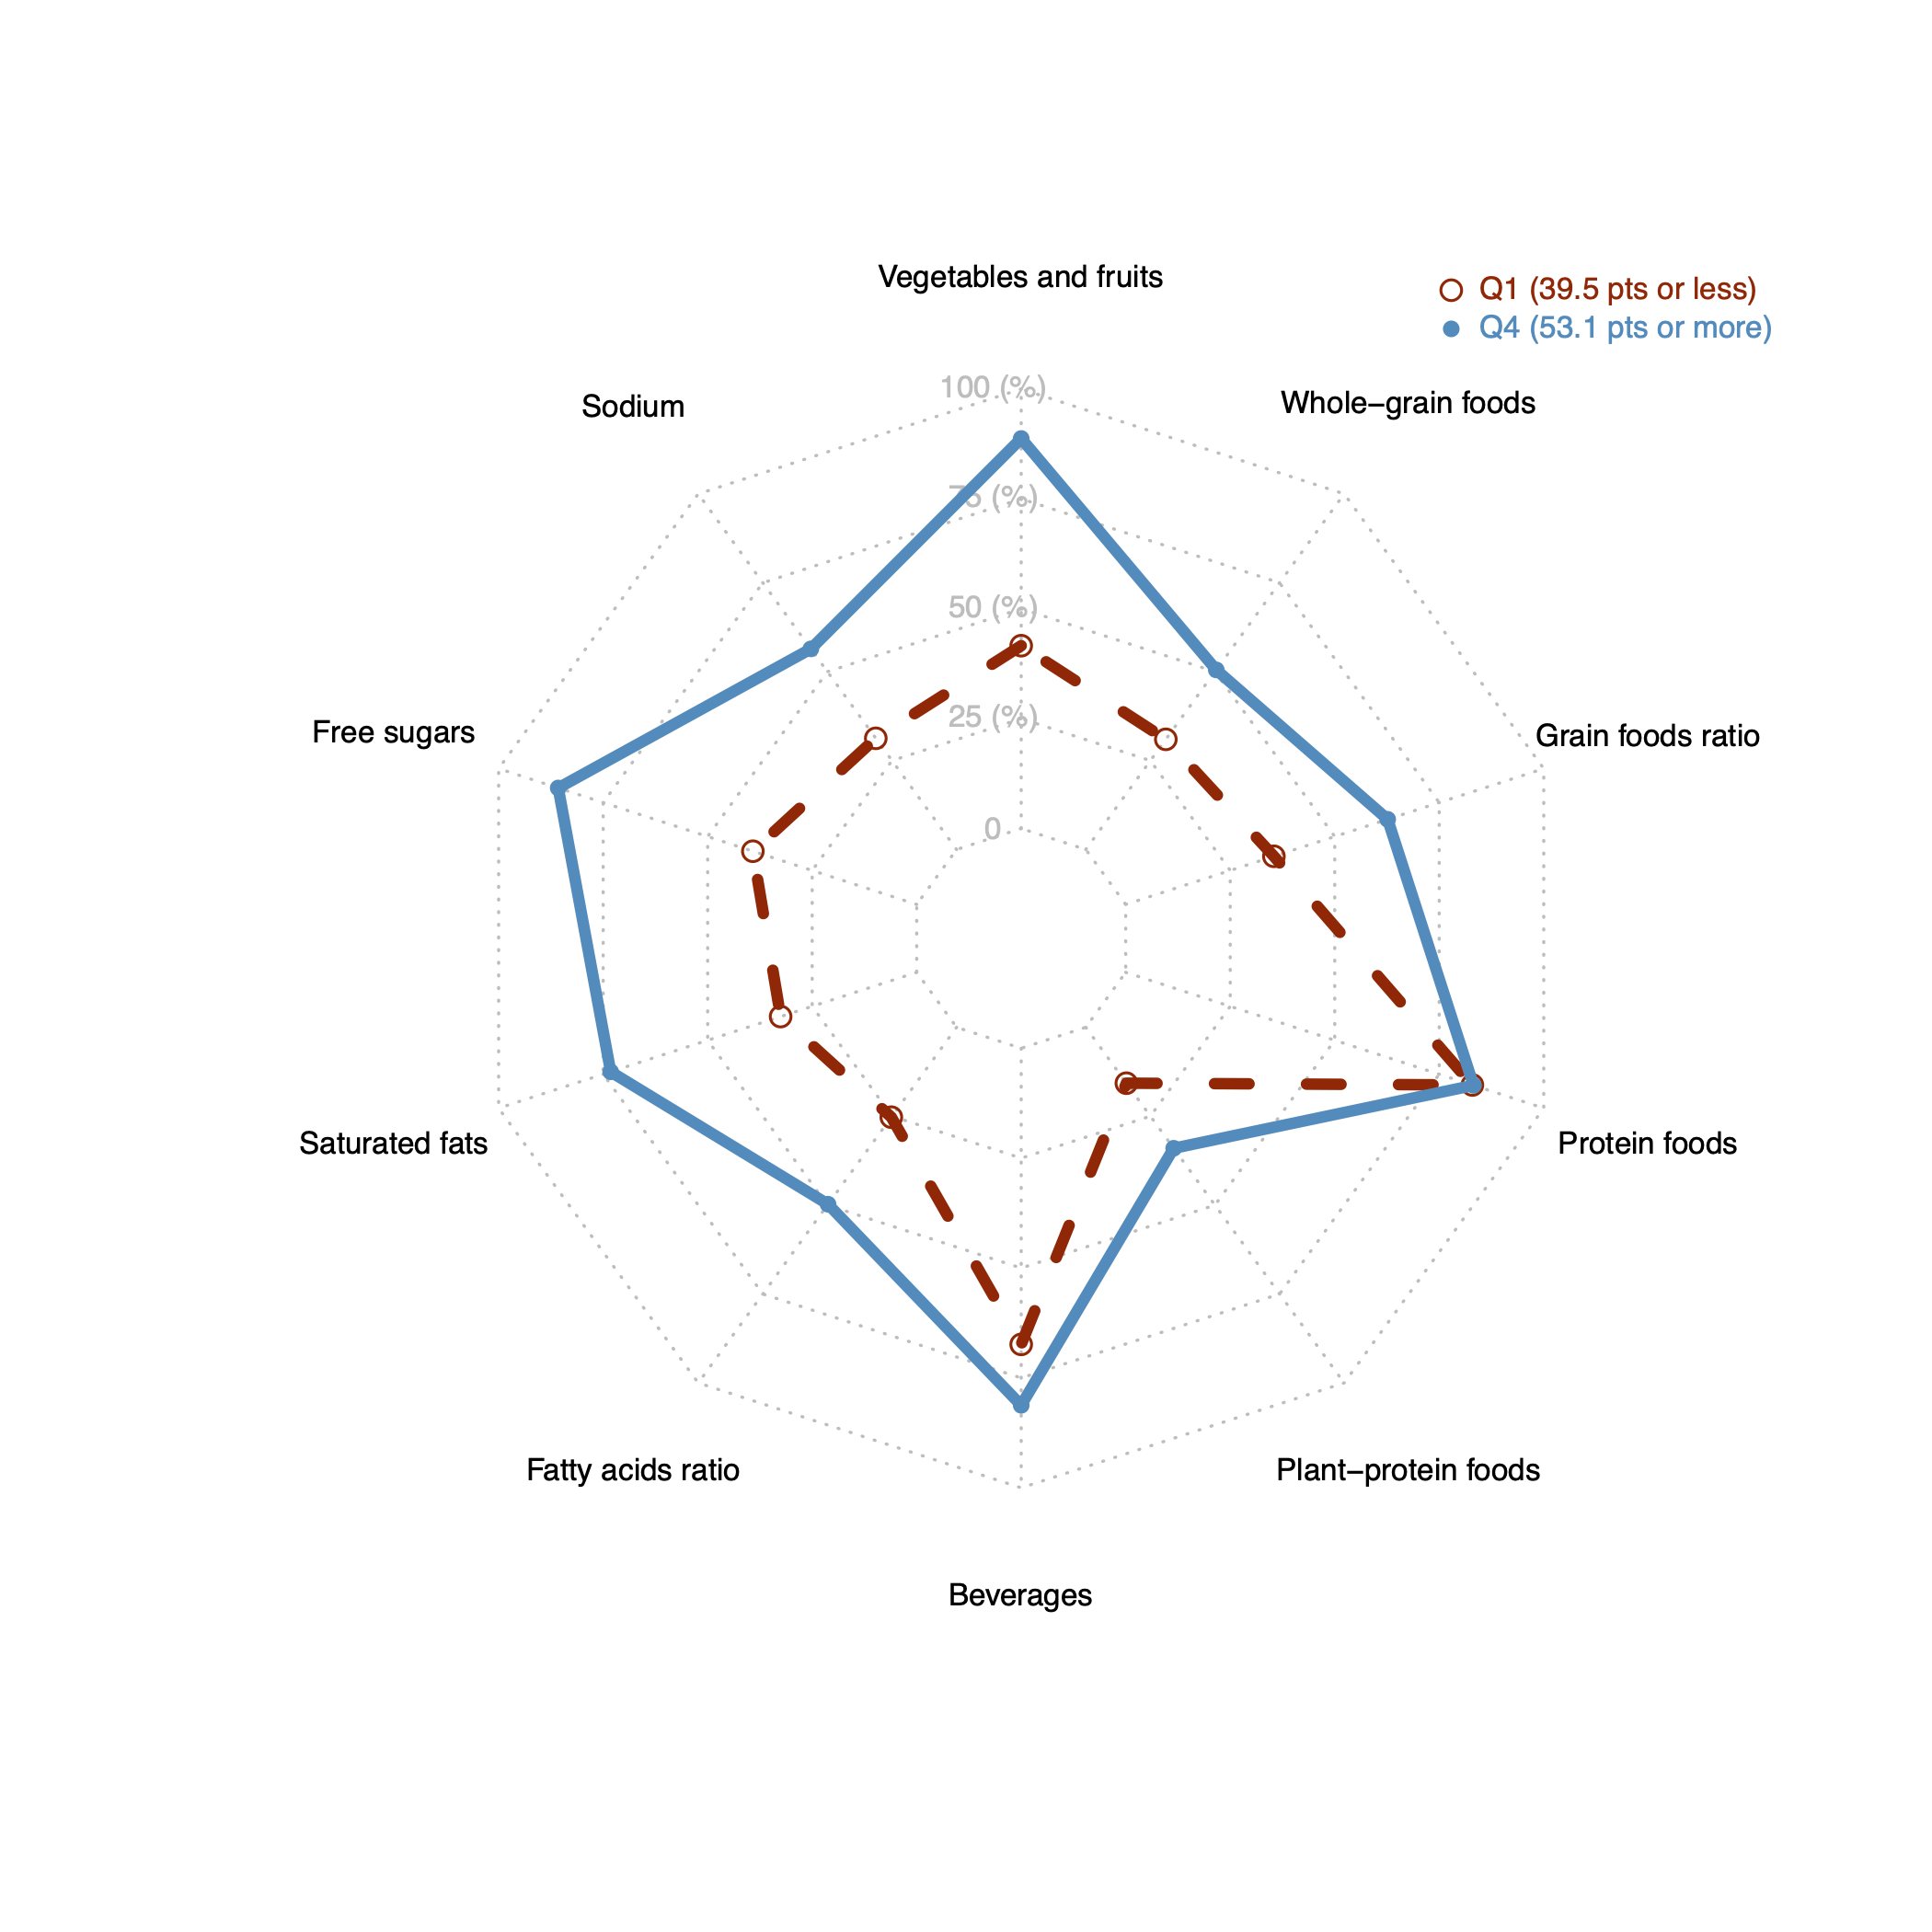 Vegetables and fruits
Q1 (39.5 pts or less)
Q4 (53.1 pts or more)
100 (%)
Sodium
Whole−grain foods
75 (%)
50 (%)
25 (%)
Free sugars
Grain foods ratio
0
Saturated fats
Protein foods
Fatty acids ratio
Plant−protein foods
Beverages